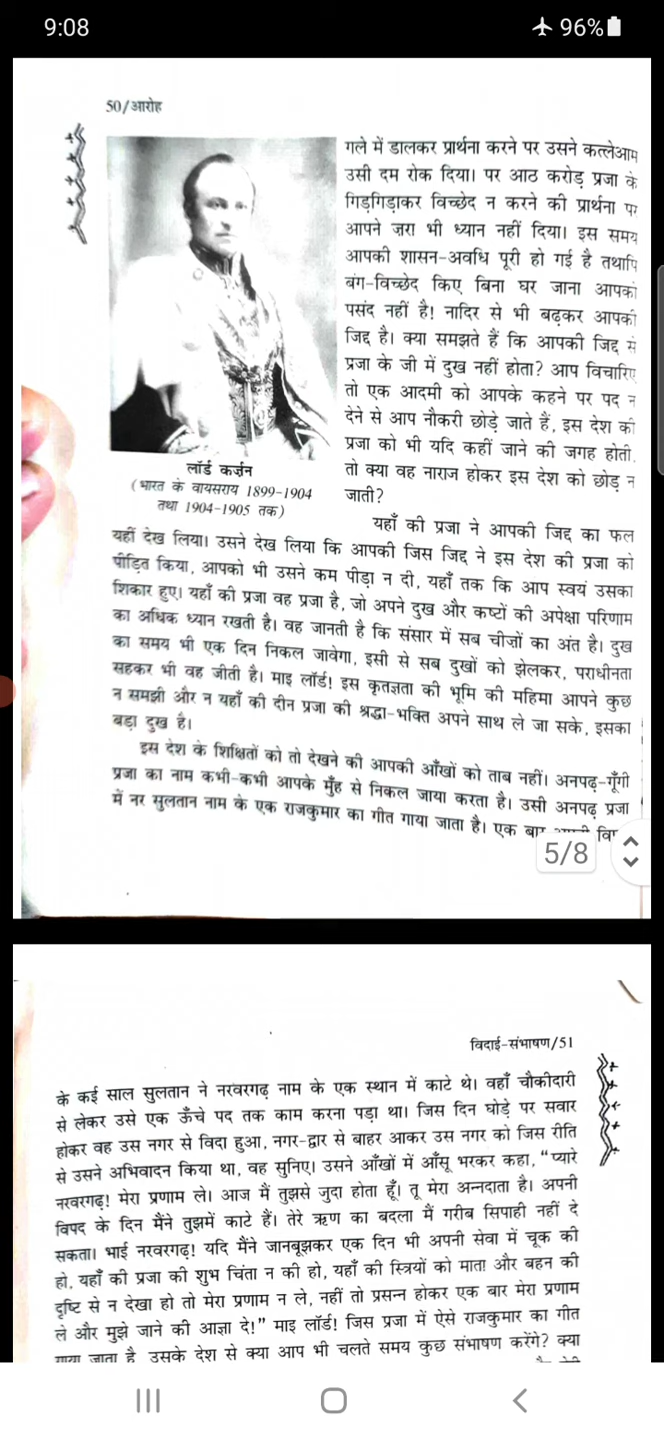 9:08
96%
50/आरोह
गले में डालकर प्रार्थना करने पर उसने कत्लेआम
उसी दम रोक दिया। पर आठ करोड़ प्रजा के
गिड़गिड़ाकर विच्छेद न करने की प्रार्थना पर
आपने जरा भी ध्यान नहीं दिया। इस समय
आपकी शासन-अवधि पूरी हो गई है तथापि
बंग-विच्छेद किए बिना घर जाना आपको
पसंद नहीं है! नादिर से भी बढ़कर आपकी
जिद्द है। क्या समझते हैं कि आपकी जिद्द से
प्रजा के जी में दुख नहीं होता? आप विचारिए
तो एक आदमी को आपके कहने पर पद न
देने से आप नौकरी छोड़े जाते हैं, इस देश की
प्रजा को भी यदि कहीं जाने की जगह होती,
तो क्या वह नाराज होकर इस देश को छोड़ न
जाती?
लॉर्ड कर्ज़न
(भारत के वायसराय 1899-1904
तथा 1904-1905 तक)
यहाँ की प्रजा ने आपकी जिद्द का फल
यहीं देख लिया। उसने देख लिया कि आपकी जिस जिद्द ने इस देश की प्रजा को
पीड़ित किया, आपको भी उसने कम पीड़ा न दी, यहाँ तक कि आप स्वयं उसका
शिकार हुए। यहाँ की प्रजा वह प्रजा है, जो अपने दुख और कष्टों की अपेक्षा परिणाम
का अधिक ध्यान रखती है। वह जानती है कि संसार में सब चीजों का अंत है। दुख
का समय भी एक दिन निकल जावेगा, इसी से सब दुखों को झेलकर, पराधीनता
सहकर भी वह जीती है। माइ लॉर्ड! इस कृतज्ञता की भूमि की महिमा आपने कुछ
न समझी और न यहाँ की दीन प्रजा की श्रद्धा-भक्ति अपने साथ ले जा सके, इसका
बड़ा दुख है।
इस देश के शिक्षितों को तो देखने की आपकी आँखों को ताब नहीं। अनपढ़-गूँगी
प्रजा का नाम कभी-कभी आपके मुँह से निकल जाया करता है। उसी अनपढ़ प्रजा
में नर सुलतान नाम के एक राजकुमार का गीत गाया जाता है। एक बार
5/8
विदाई-संभाषण/51
के कई साल सुलतान ने नरवरगढ़ नाम के एक स्थान में काटे थे। वहाँ चौकीदारी
से लेकर उसे एक ऊँचे पद तक काम करना पड़ा था। जिस दिन घोड़े पर सवार
होकर वह उस नगर से विदा हुआ, नगर-द्वार से बाहर आकर उस नगर को जिस रीति
से उसने अभिवादन किया था, वह सुनिए। उसने आँखों में आँसू भरकर कहा, "प्यारे
नरवरगढ़! मेरा प्रणाम ले। आज मैं तुझसे जुदा होता हूँ। तू मेरा अन्नदाता है। अपनी
विपद के दिन मैंने तुझमें काटे हैं। तेरे ऋण का बदला मैं गरीब सिपाही नहीं दे
सकता। भाई नरवरगढ़! यदि मैंने जानबूझकर एक दिन भी अपनी सेवा में चूक की
हो, यहाँ की प्रजा की शुभ चिंता न की हो, यहाँ की स्त्रियों को माता और बहन की
दृष्टि से न देखा हो तो मेरा प्रणाम न ले, नहीं तो प्रसन्न होकर एक बार मेरा प्रणाम
ले और मुझे जाने की आज्ञा दे!" माइ लॉर्ड! जिस प्रजा में ऐसे राजकुमार का गीत
गाया जाता है, उसके देश से क्या आप भी चलते समय कुछ संभाषण करेंगे? क्या